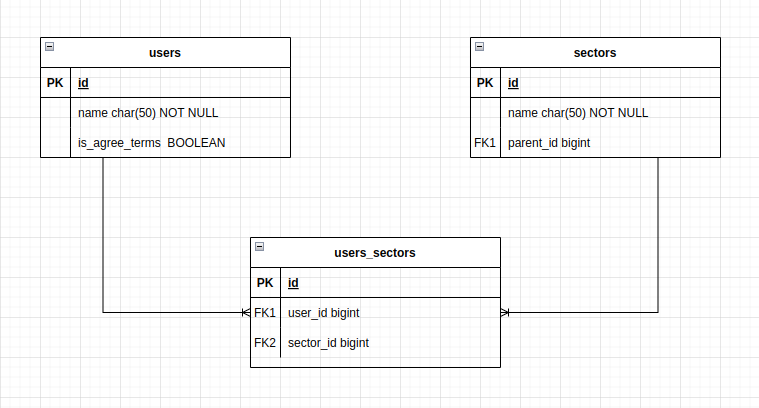 users
PK id
name char(50) NOT NULL
is_agree_terms BOOLEAN
sectors
PK id
name char(50) NOT NULL
FK1 parent_id bigint
users_sectors
PK id
FK1 user_id bigint
FK2 sector_id bigint